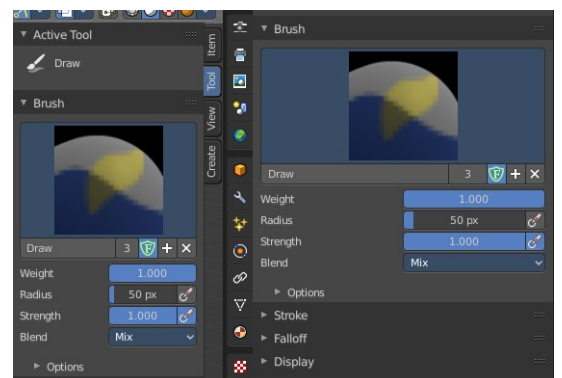 Active Tool
Draw
Brush
Draw 3
Weight 1.000
Radius 50 px
Strength 1.000
Blend Mix
Options
Item
Tool
View
Create
Brush
Draw 3
Weight 1.000
Radius 50 px
Strength 1.000
Blend Mix
Options
Stroke
Falloff
Display